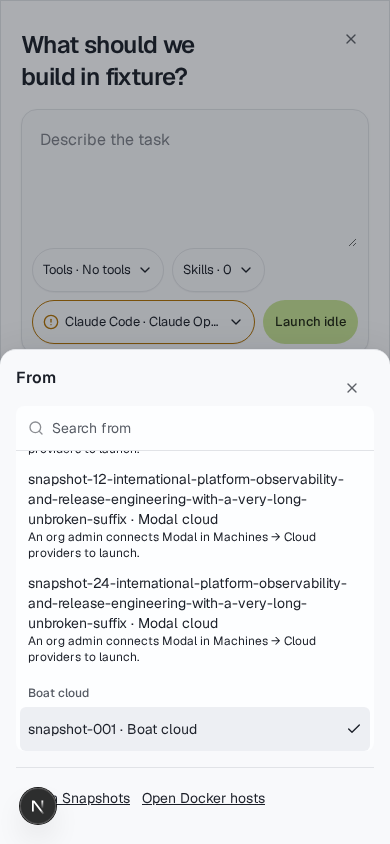 What should we
build in fixture?
Describe the task
Tools · No tools
Skills · 0
Claude Code · Claude Op...
Launch idle
From
Search from
providers to launch.
snapshot-12-international-platform-observability-
and-release-engineering-with-a-very-long-
unbroken-suffix · Modal cloud
An org admin connects Modal in Machines → Cloud
providers to launch.
snapshot-24-international-platform-observability-
and-release-engineering-with-a-very-long-
unbroken-suffix · Modal cloud
An org admin connects Modal in Machines → Cloud
providers to launch.
Boat cloud
snapshot-001 · Boat cloud
N
Snapshots
Open Docker hosts